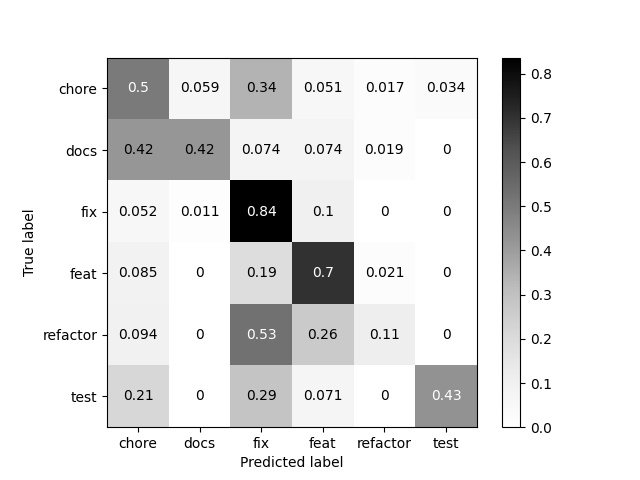 chore 0.5 0.059 0.34 0.051 0.017 0.034
docs 0.42 0.42 0.074 0.074 0.019 0
fix 0.052 0.011 0.84 0.1 0 0
feat 0.085 0 0.19 0.7 0.021 0
refactor 0.094 0 0.53 0.26 0.11 0
test 0.21 0 0.29 0.071 0 0.43
chore docs fix feat refactor test
Predicted label
True label
0.8
0.7
0.6
0.5
0.4
0.3
0.2
0.1
0.0